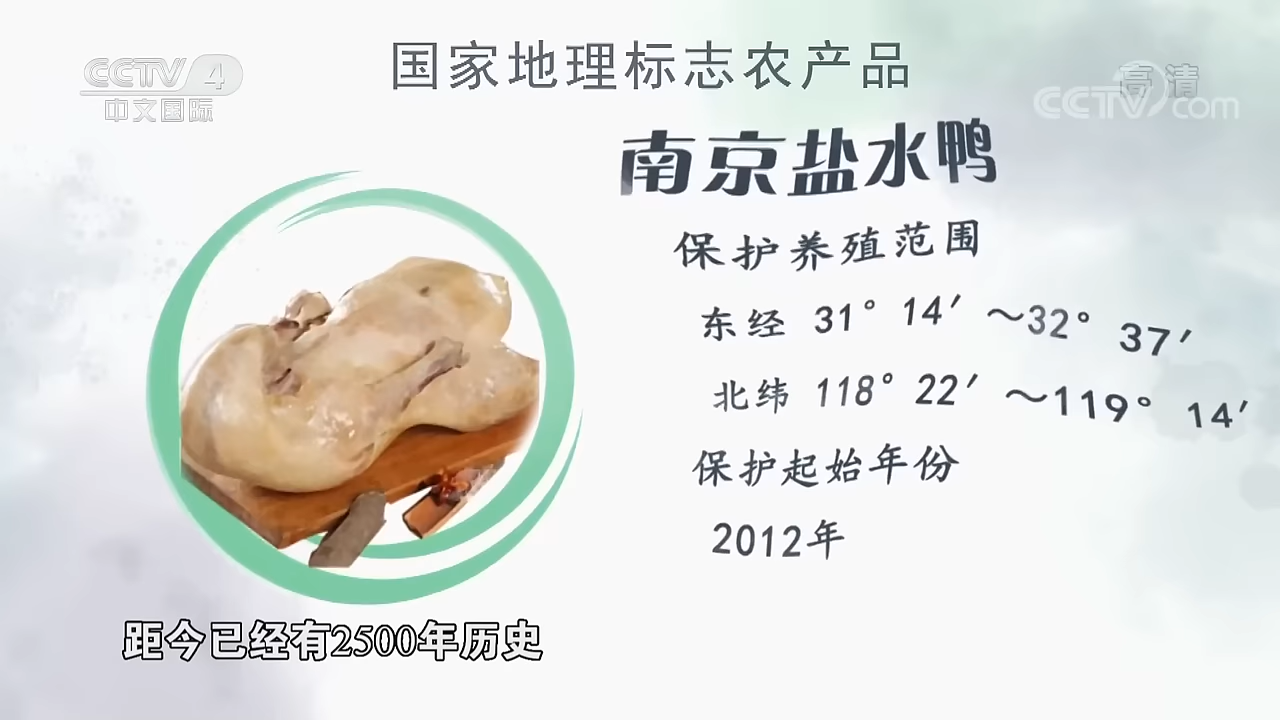 CCTV 4
中文国际
国家地理标志农产品
高清
CCTV com
南京盐水鸭
保护养殖范围
东经 31°14′～32°37′
北纬 118°22′～119°14′
保护起始年份
2012年
距今已经有2500年历史